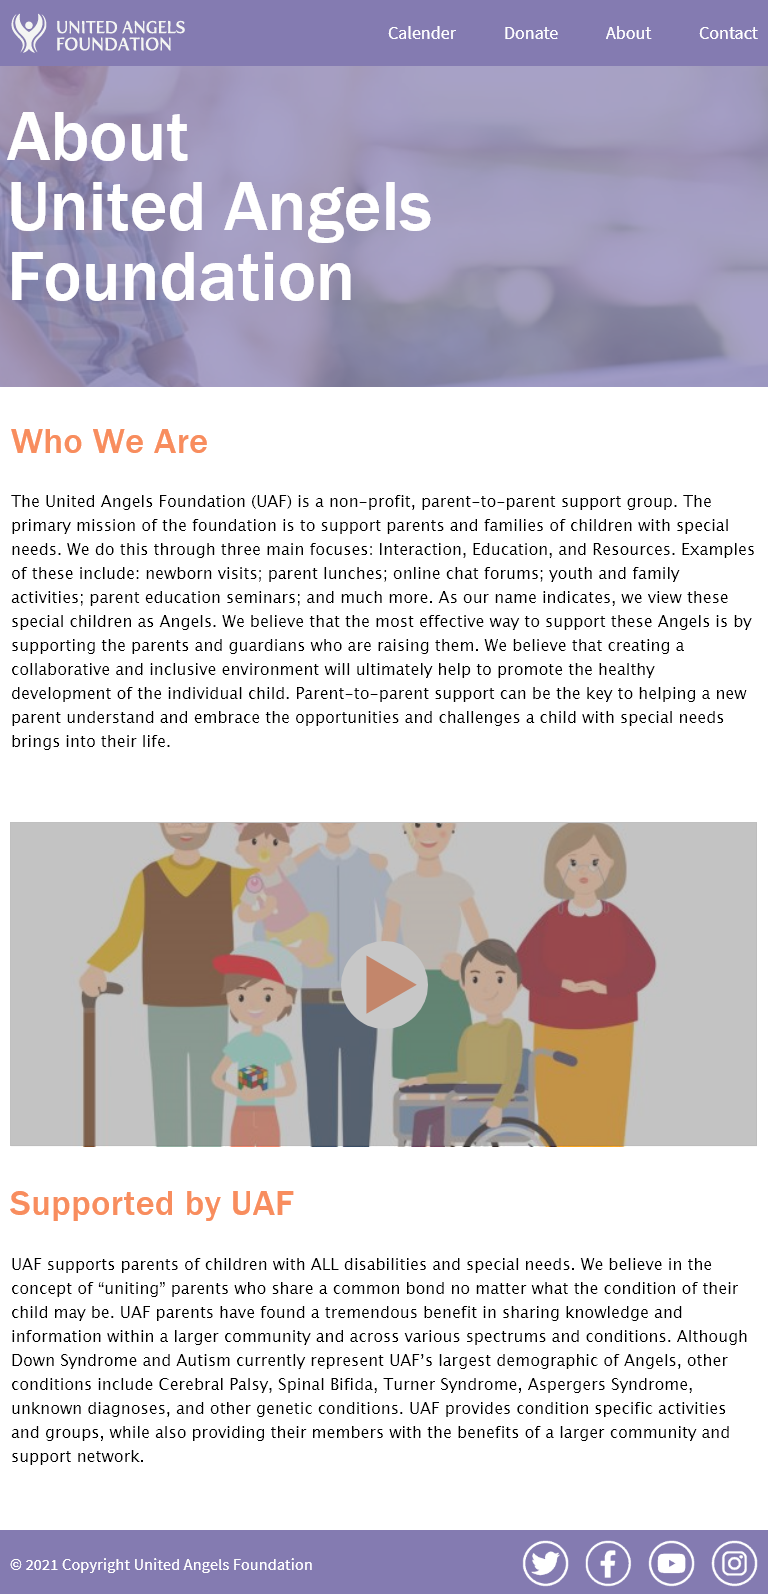 UNITED ANGELS
FOUNDATION
Calender
Donate
About
Contact
About
United Angels
Foundation
Who We Are
The United Angels Foundation (UAF) is a non-profit, parent-to-parent support group. The
primary mission of the foundation is to support parents and families of children with special
needs. We do this through three main focuses: Interaction, Education, and Resources. Examples
of these include: newborn visits; parent lunches; online chat forums; youth and family
activities; parent education seminars; and much more. As our name indicates, we view these
special children as Angels. We believe that the most effective way to support these Angels is by
supporting the parents and guardians who are raising them. We believe that creating a
collaborative and inclusive environment will ultimately help to promote the healthy
development of the individual child. Parent-to-parent support can be the key to helping a new
parent understand and embrace the opportunities and challenges a child with special needs
brings into their life.
Supported by UAF
UAF supports parents of children with ALL disabilities and special needs. We believe in the
concept of “uniting” parents who share a common bond no matter what the condition of their
child may be. UAF parents have found a tremendous benefit in sharing knowledge and
information within a larger community and across various spectrums and conditions. Although
Down Syndrome and Autism currently represent UAF’s largest demographic of Angels, other
conditions include Cerebral Palsy, Spinal Bifida, Turner Syndrome, Aspergers Syndrome,
unknown diagnoses, and other genetic conditions. UAF provides condition specific activities
and groups, while also providing their members with the benefits of a larger community and
support network.
© 2021 Copyright United Angels Foundation